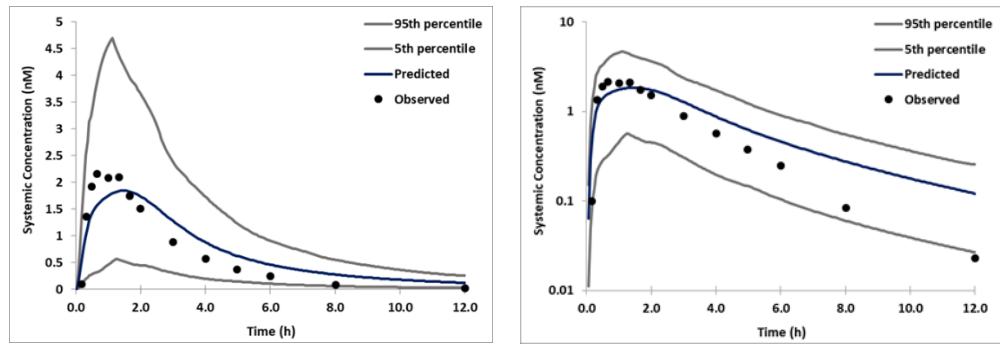 5
4.5
4
3.5
3
2.5
2
1.5
1
0.5
0
0.0 2.0 4.0 6.0 8.0 10.0 12.0
Systemic Concentration (nM)
Time (h)
95th percentile
5th percentile
Predicted
Observed
10
1
0.1
0.01
0.0 2.0 4.0 6.0 8.0 10.0 12.0
Systemic Concentration (nM)
Time (h)
95th percentile
5th percentile
Predicted
Observed